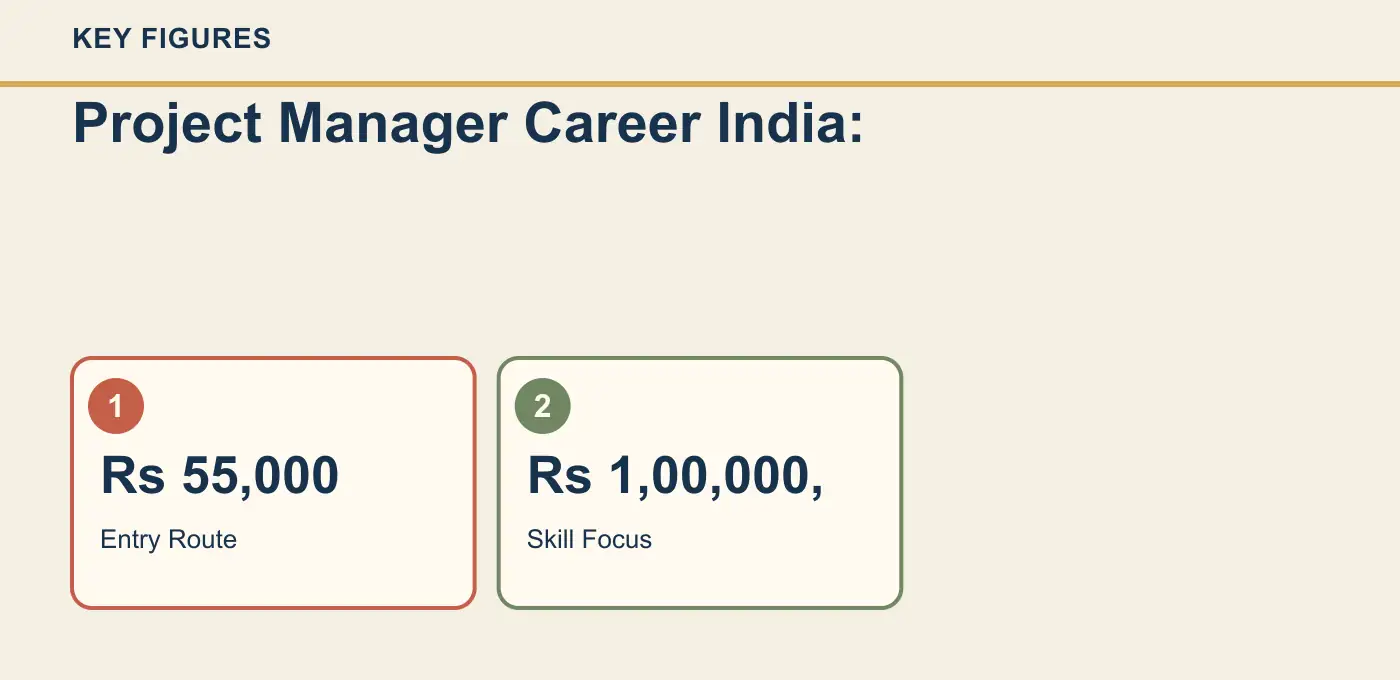 KEY FIGURES
Project Manager Career India:
1
Rs 55,000
Entry Route
2
Rs 1,00,000,
Skill Focus